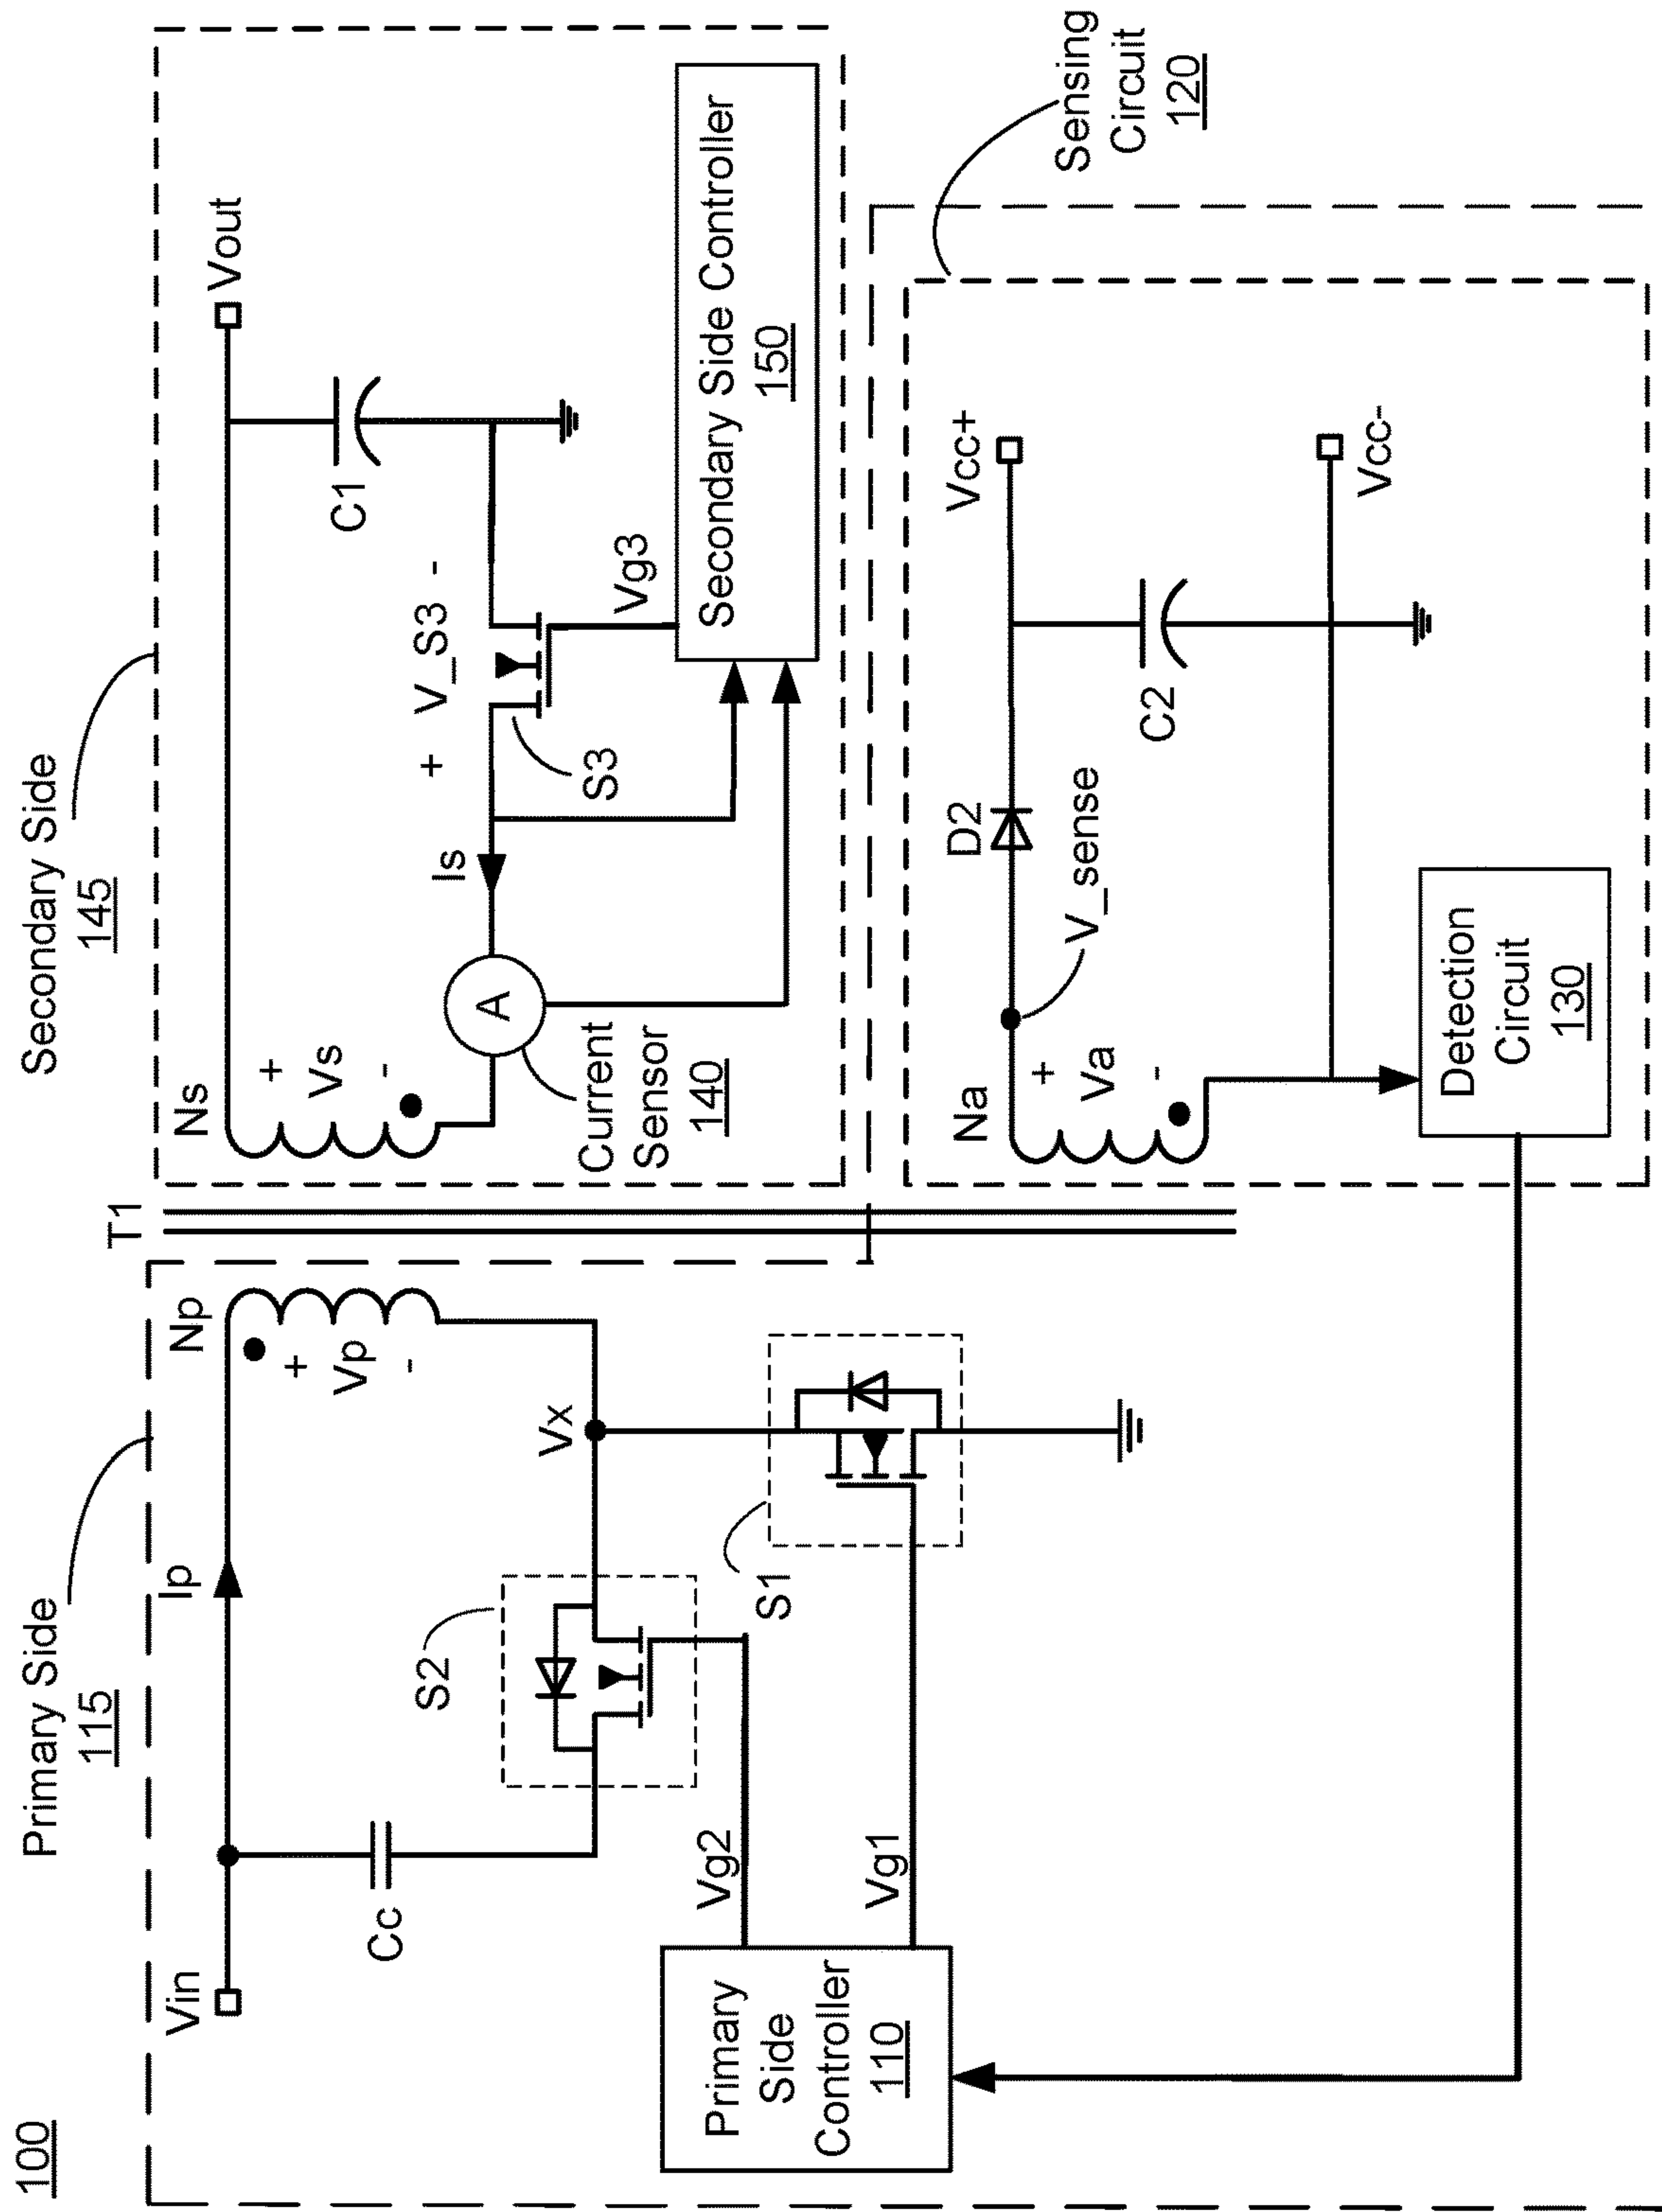 100
Primary Side
115
Secondary Side
145
Vin
Ip
Np
T1
Ns
Vout
+
Vp
-
+
Vs
-
Is
+ V_S3 -
C1
Cc
S2
Vx
A
Current
Sensor
140
S3
Vg3
Secondary Side Controller
150
Vg2
Vg1
S1
Primary
Side
Controller
110
Sensing
Circuit
120
Na
+
Va
-
D2
V_sense
Vcc+
C2
Vcc-
Detection
Circuit
130